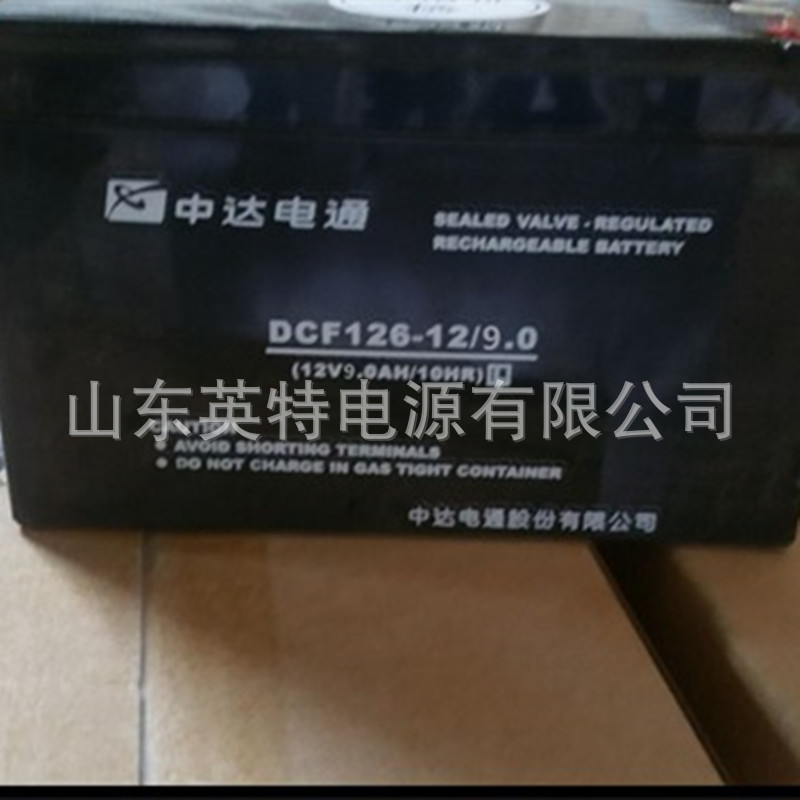 中达电通
SEALED VALVE - REGULATED
RECHARGEABLE BATTERY
DCF126-12/9.0
(12V9.0AH/10HR)
山东英特电源有限公司
CAUTION
● AVOID SHORTING TERMINALS
● DO NOT CHARGE IN GAS TIGHT CONTAINER
中达电通股份有限公司